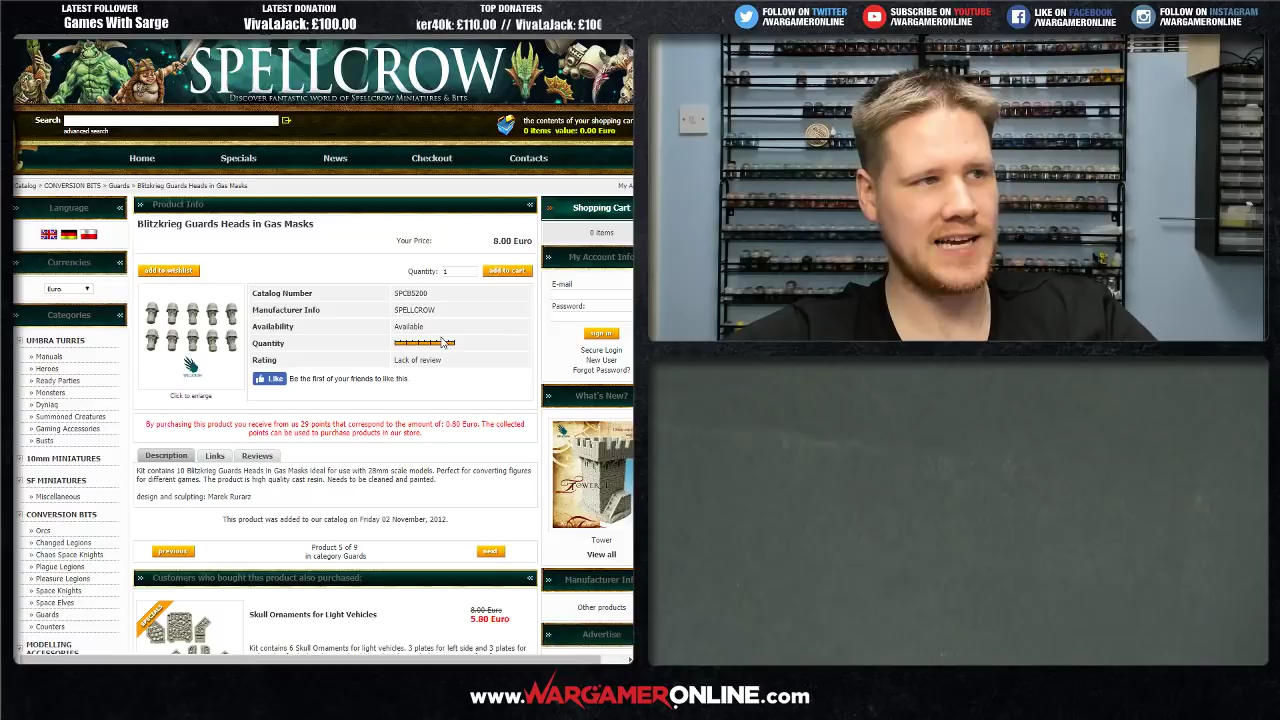 LATEST FOLLOWER
Games With Sarge
LATEST DONATION
VivaLaJack: £100.00
TOP DONATERS
ker40k: £110.00 // VivaLaJack: £100
FOLLOW ON TWITTER
/WARGAMERONLINE
SUBSCRIBE ON YOUTUBE
/WARGAMERONLINE
LIKE ON FACEBOOK
/WARGAMERONLINE
FOLLOW ON INSTAGRAM
/WARGAMERONLINE
SPELLCROW
DISCOVER FANTASTIC WORLD OF SPELLCROW MINIATURES & BITS
Search
advanced search
the contents of your shopping car
0 items value: 0.00 Euro
Home
Specials
News
Checkout
Contacts
Catalog > CONVERSION BITS > Guards > Blitzkrieg Guards Heads in Gas Masks
My A
Language
Currencies
Euro
Categories
UMBRA TURRIS
» Manuals
» Heroes
» Ready Parties
» Monsters
» Dyniaq
» Summoned Creatures
» Gaming Accessories
» Busts
10mm MINIATURES
SF MINIATURES
» Miscellaneous
CONVERSION BITS
» Orcs
» Changed Legions
» Chaos Space Knights
» Plague Legions
» Pleasure Legions
» Space Knights
» Space Elves
» Guards
» Counters
MODELLING
ACCESSORIES
Product Info
Blitzkrieg Guards Heads in Gas Masks
Your Price: 8.00 Euro
add to wishlist
Quantity: 1
add to cart
SPELLCROW
Click to enlarge
Catalog Number SPCB5200
Manufacturer Info SPELLCROW
Availability Available
Quantity
Rating Lack of review
Like Be the first of your friends to like this.
By purchasing this product you receive from us 29 points that correspond to the amount of: 0.80 Euro. The collected
points can be used to purchase products in our store.
Description Links Reviews
Kit contains 10 Blitzkrieg Guards Heads in Gas Masks ideal for use with 28mm scale models. Perfect for converting figures
for different games. The product is high quality cast resin. Needs to be cleaned and painted.
design and sculpting: Marek Rurarz
This product was added to our catalog on Friday 02 November, 2012.
previous
Product 5 of 9
in category Guards
next
Customers who bought this product also purchased:
SPECIALS
Skull Ornaments for Light Vehicles
8.00 Euro
5.80 Euro
Kit contains 6 Skull Ornaments for light vehicles. 3 plates for left side and 3 plates for
Shopping Cart
0 items
My Account Info
E-mail
Password:
sign in
Secure Login
New User
Forgot Password?
What's New?
Tower
View all
Manufacturer Inf
Other products
Advertise
www.WARGAMERONLINE.com